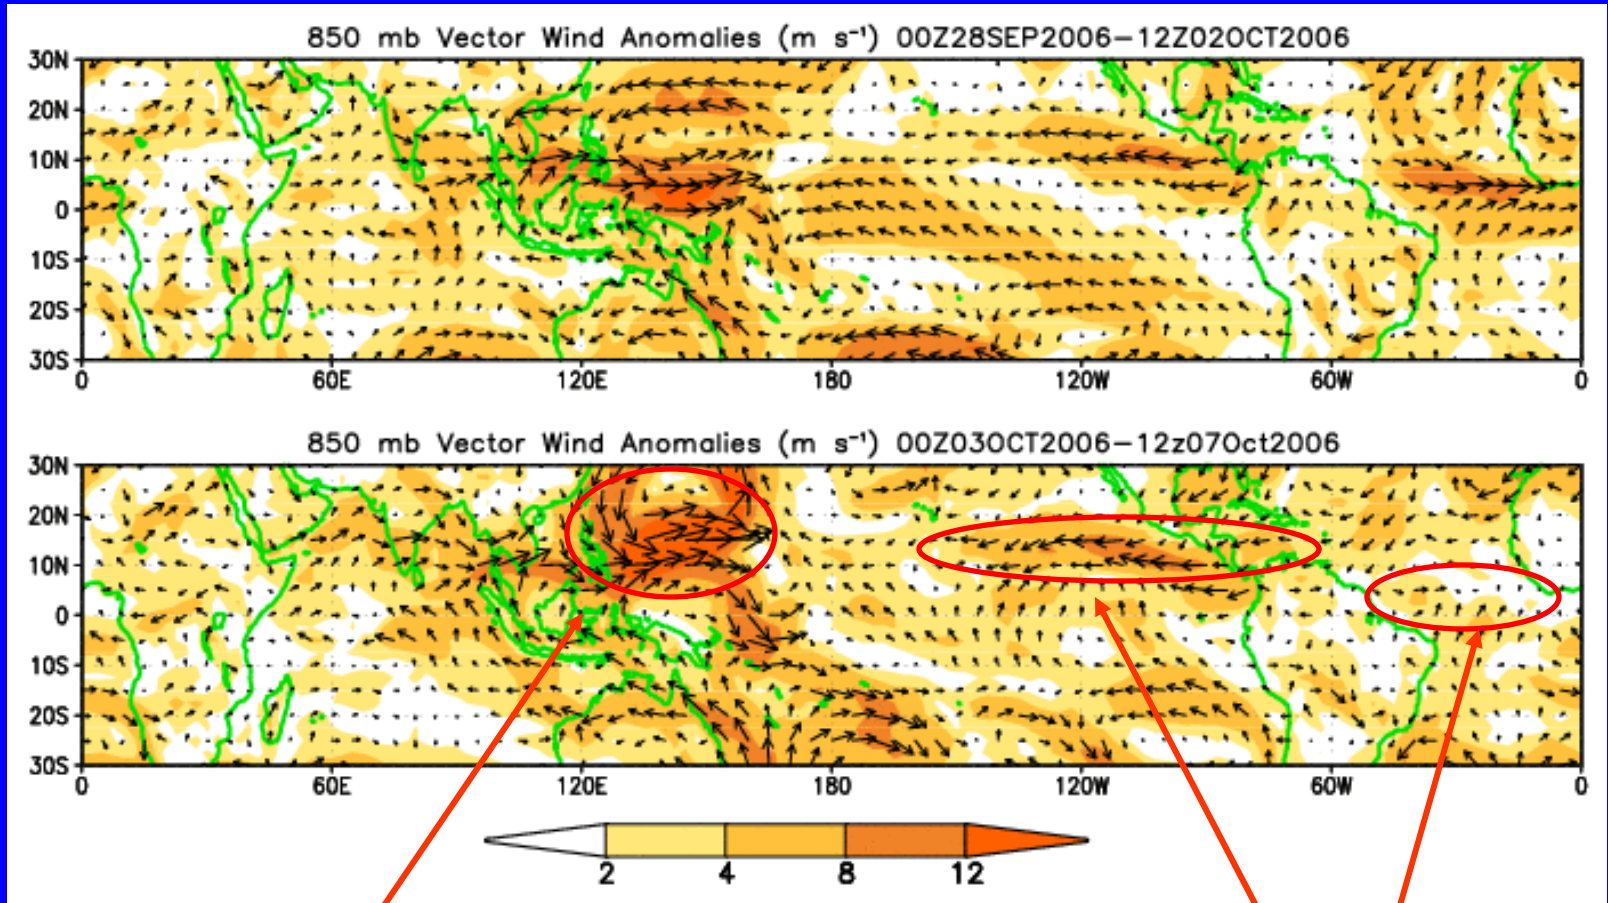 850 mb Vector Wind Anomalies (m s⁻¹) 00Z28SEP2006-12Z02OCT2006
30N
20N
10N
0
10S
20S
30S
0 60E 120E 180 120W 60W 0
850 mb Vector Wind Anomalies (m s⁻¹) 00Z03OCT2006-12z07Oct2006
30N
20N
10N
0
10S
20S
30S
0 60E 120E 180 120W 60W 0
2 4 8 12